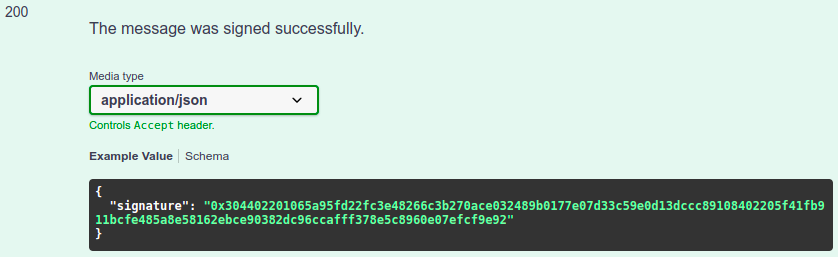 200
The message was signed successfully.
Media type
application/json
Controls Accept header.
Example Value Schema
{
"signature": "0x304402201065a95fd22fc3e48266c3b270ace032489b0177e07d33c59e0d13dccc89108402205f41fb9
11bcfe485a8e58162ebce90382dc96ccafff378e5c8960e07efcf9e92"
}